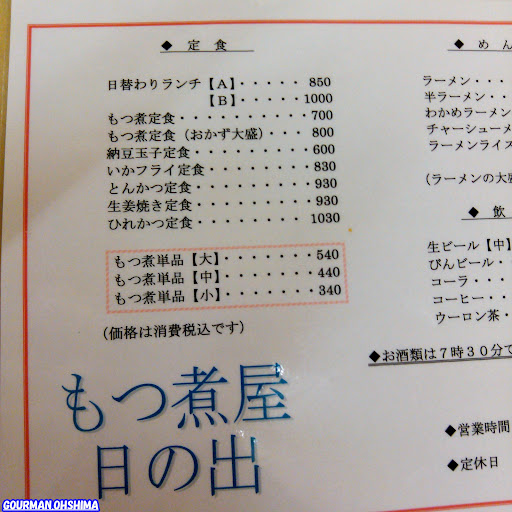 ◆ 定 食
日替わりランチ【A】・・・・・ 850
【B】・・・・・ 1000
もつ煮定食・・・・・・・・・・・ 700
もつ煮定食（おかず大盛）・・・ 800
納豆玉子定食・・・・・・・・・・ 600
いかフライ定食・・・・・・・・・ 830
とんかつ定食・・・・・・・・・・ 930
生姜焼き定食・・・・・・・・・・ 930
ひれかつ定食・・・・・・・・・ 1030
もつ煮単品【大】・・・・・・・540
もつ煮単品【中】・・・・・・・440
もつ煮単品【小】・・・・・・・340
（価格は消費税込です）
もつ煮屋
日の出
◆ め ん
ラーメン・・・
半ラーメン・・
わかめラーメン
チャーシューメ
ラーメンライス
（ラーメンの大盛
◆ 飲
生ビール【中】
びんビール・・
コーラ・・・・
コーヒー・・・
ウーロン茶・・
◆お酒類は７時３０分で
◆営業時間
◆定休日
GOURMAN.OHSHIMA